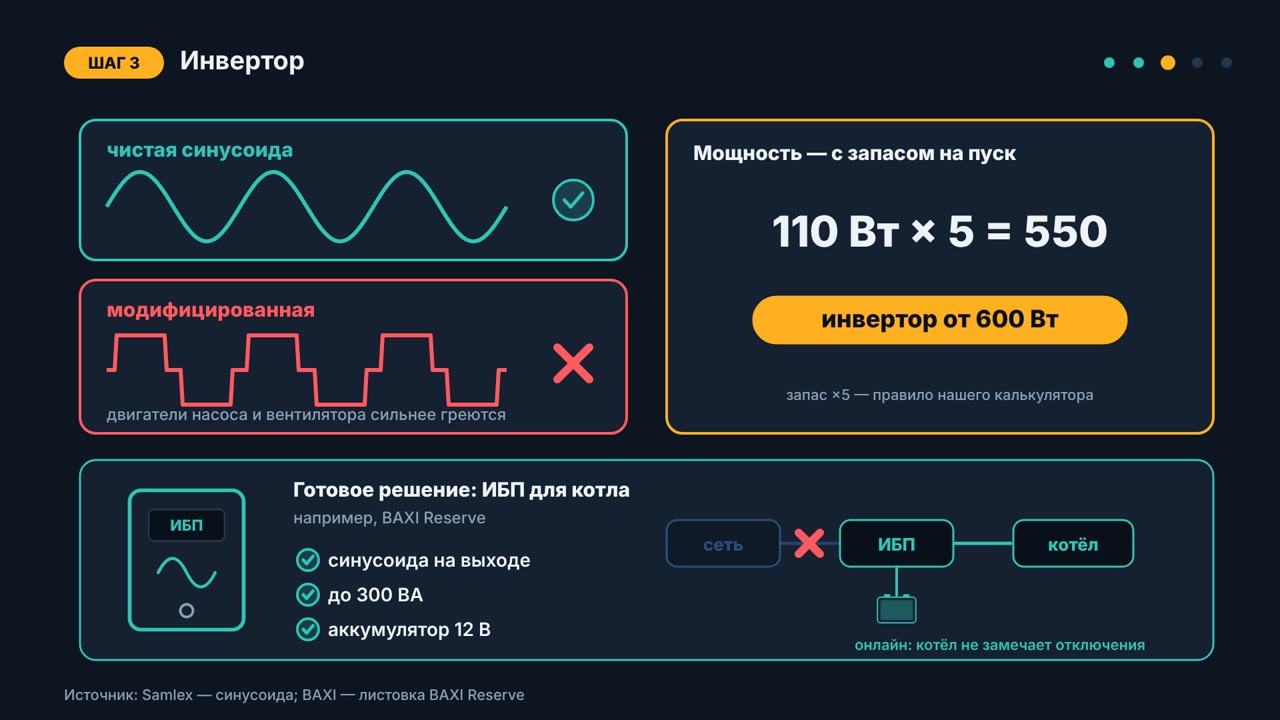 ШАГ 3
Инвертор
чистая синусоида
модифицированная
двигатели насоса и вентилятора сильнее греются
Мощность — с запасом на пуск
110 Вт × 5 = 550
инвертор от 600 Вт
запас ×5 — правило нашего калькулятора
ИБП
Готовое решение: ИБП для котла
например, BAXI Reserve
синусоида на выходе
до 300 ВА
аккумулятор 12 В
сеть
ИБП
котёл
онлайн: котёл не замечает отключения
Источник: Samlex — синусоида; BAXI — листовка BAXI Reserve